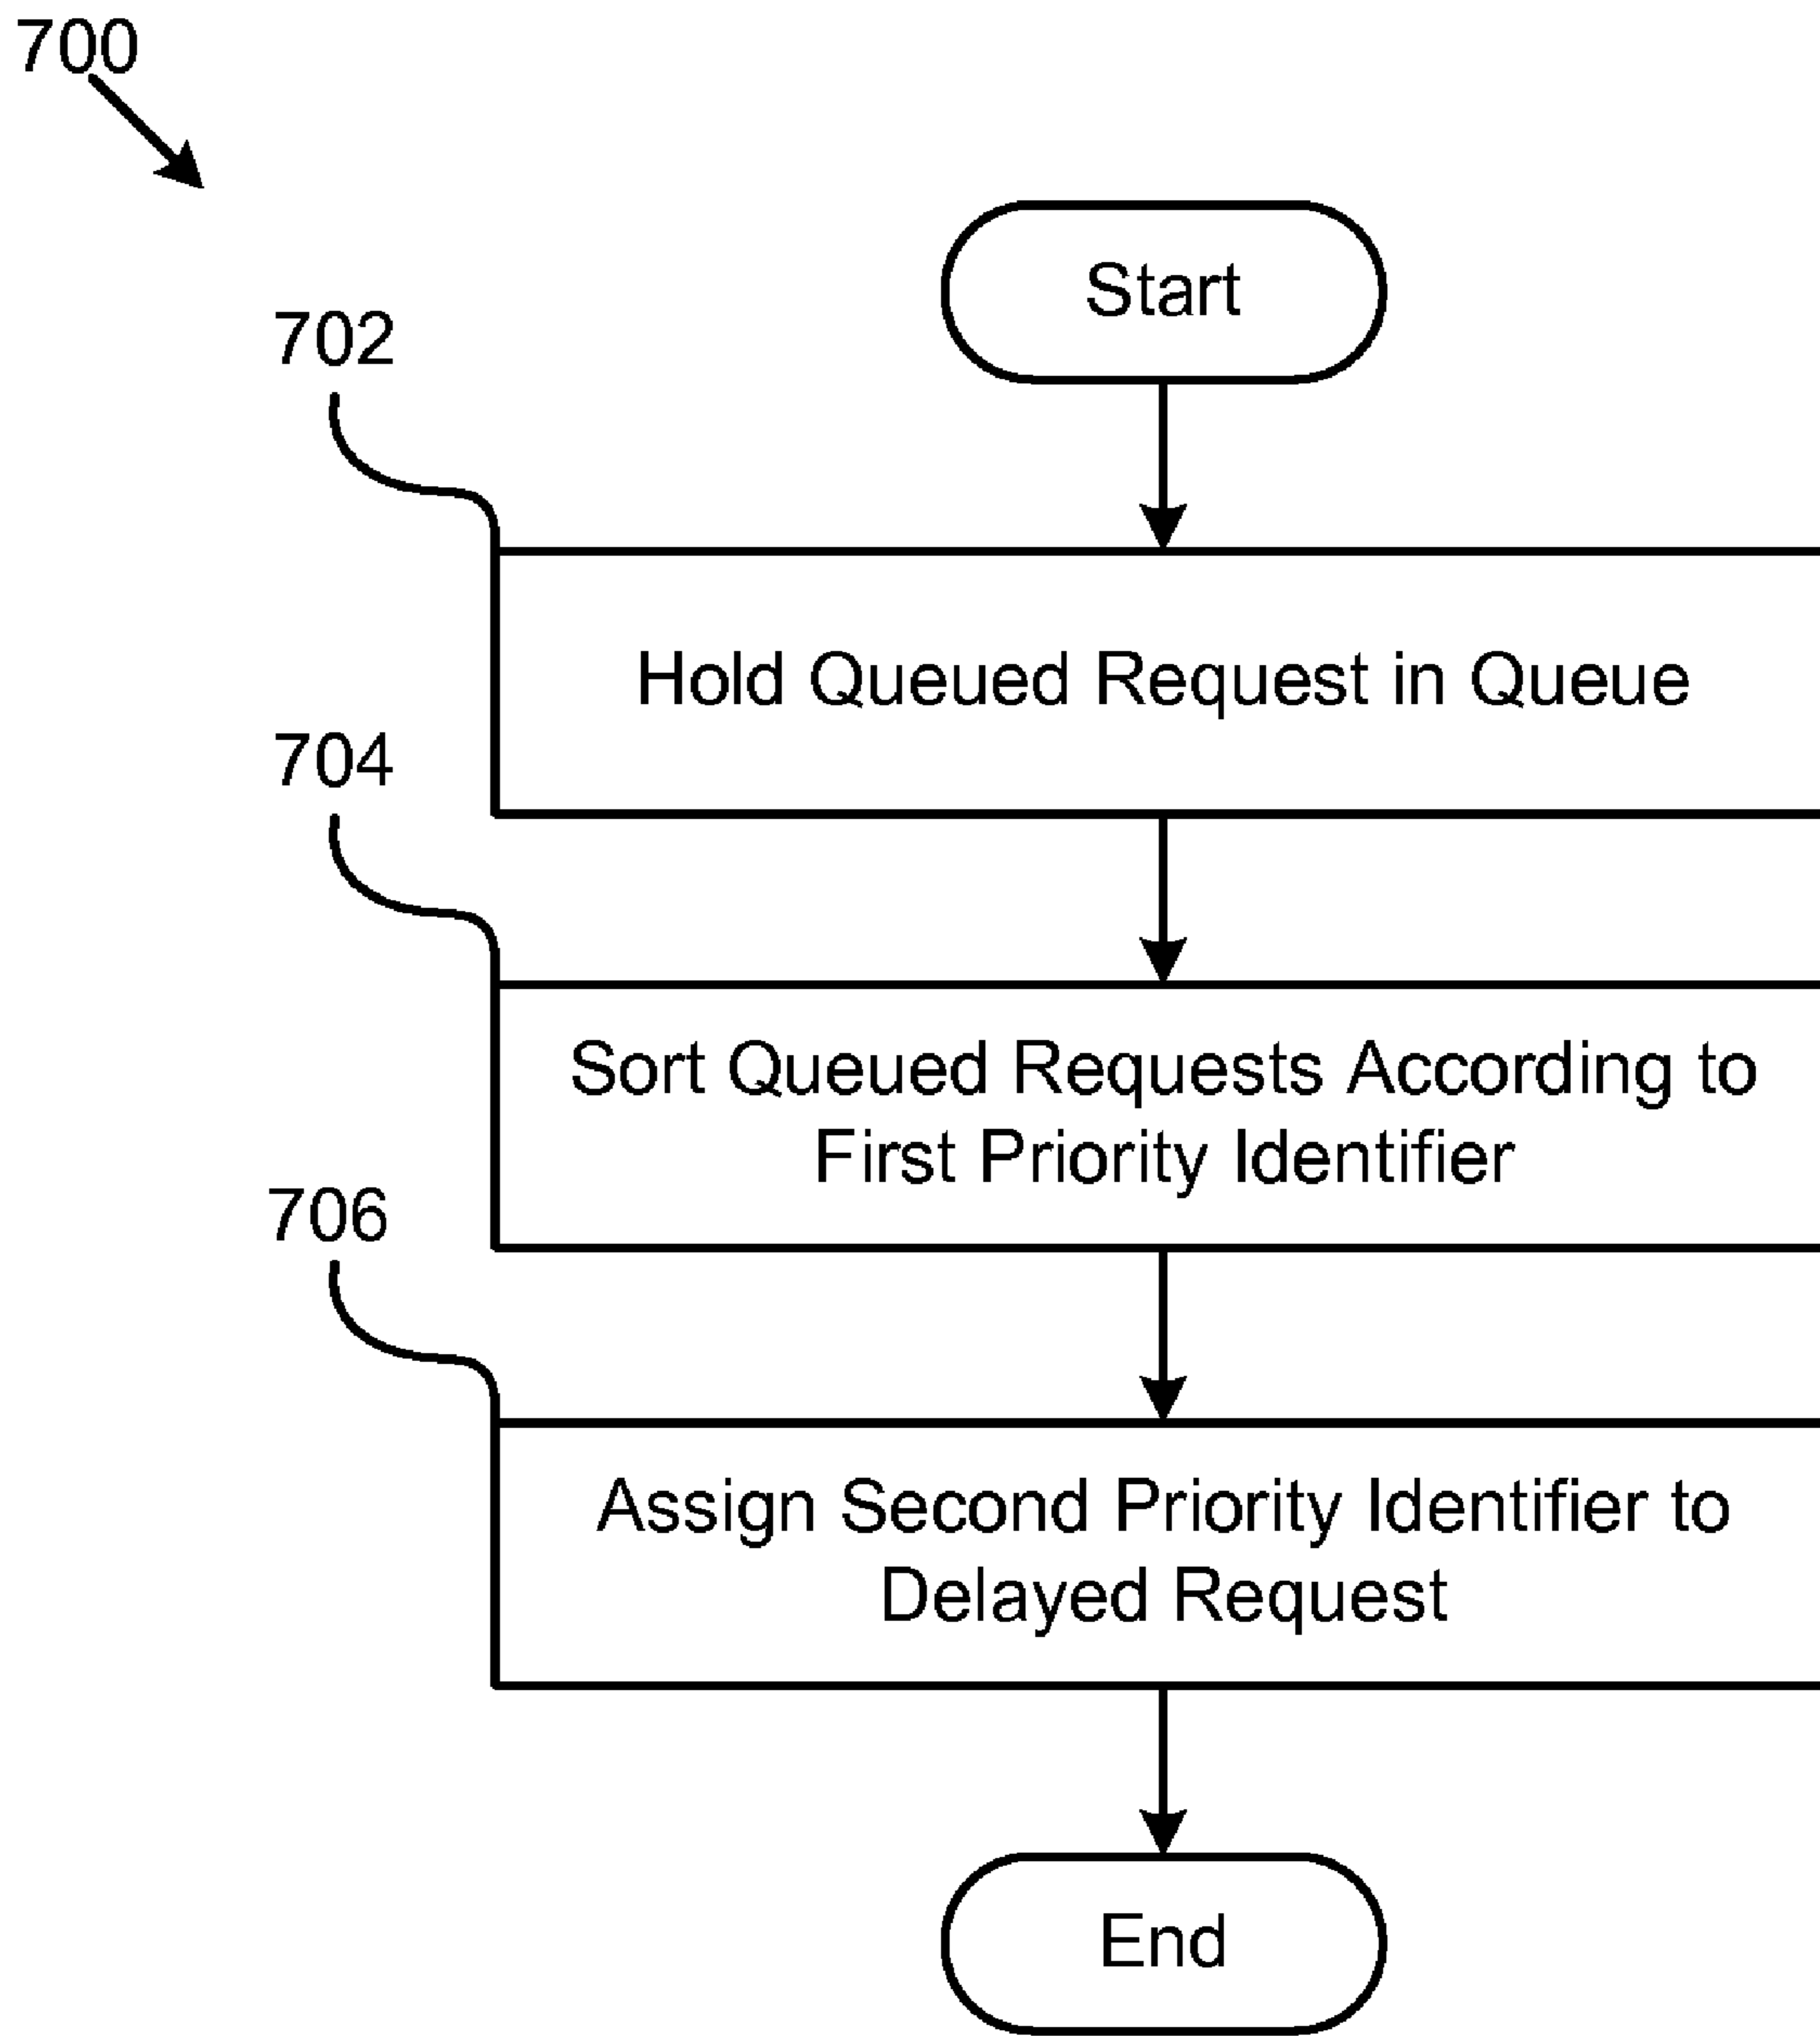 700
Start
702
Hold Queued Request in Queue
704
Sort Queued Requests According to
First Priority Identifier
706
Assign Second Priority Identifier to
Delayed Request
End